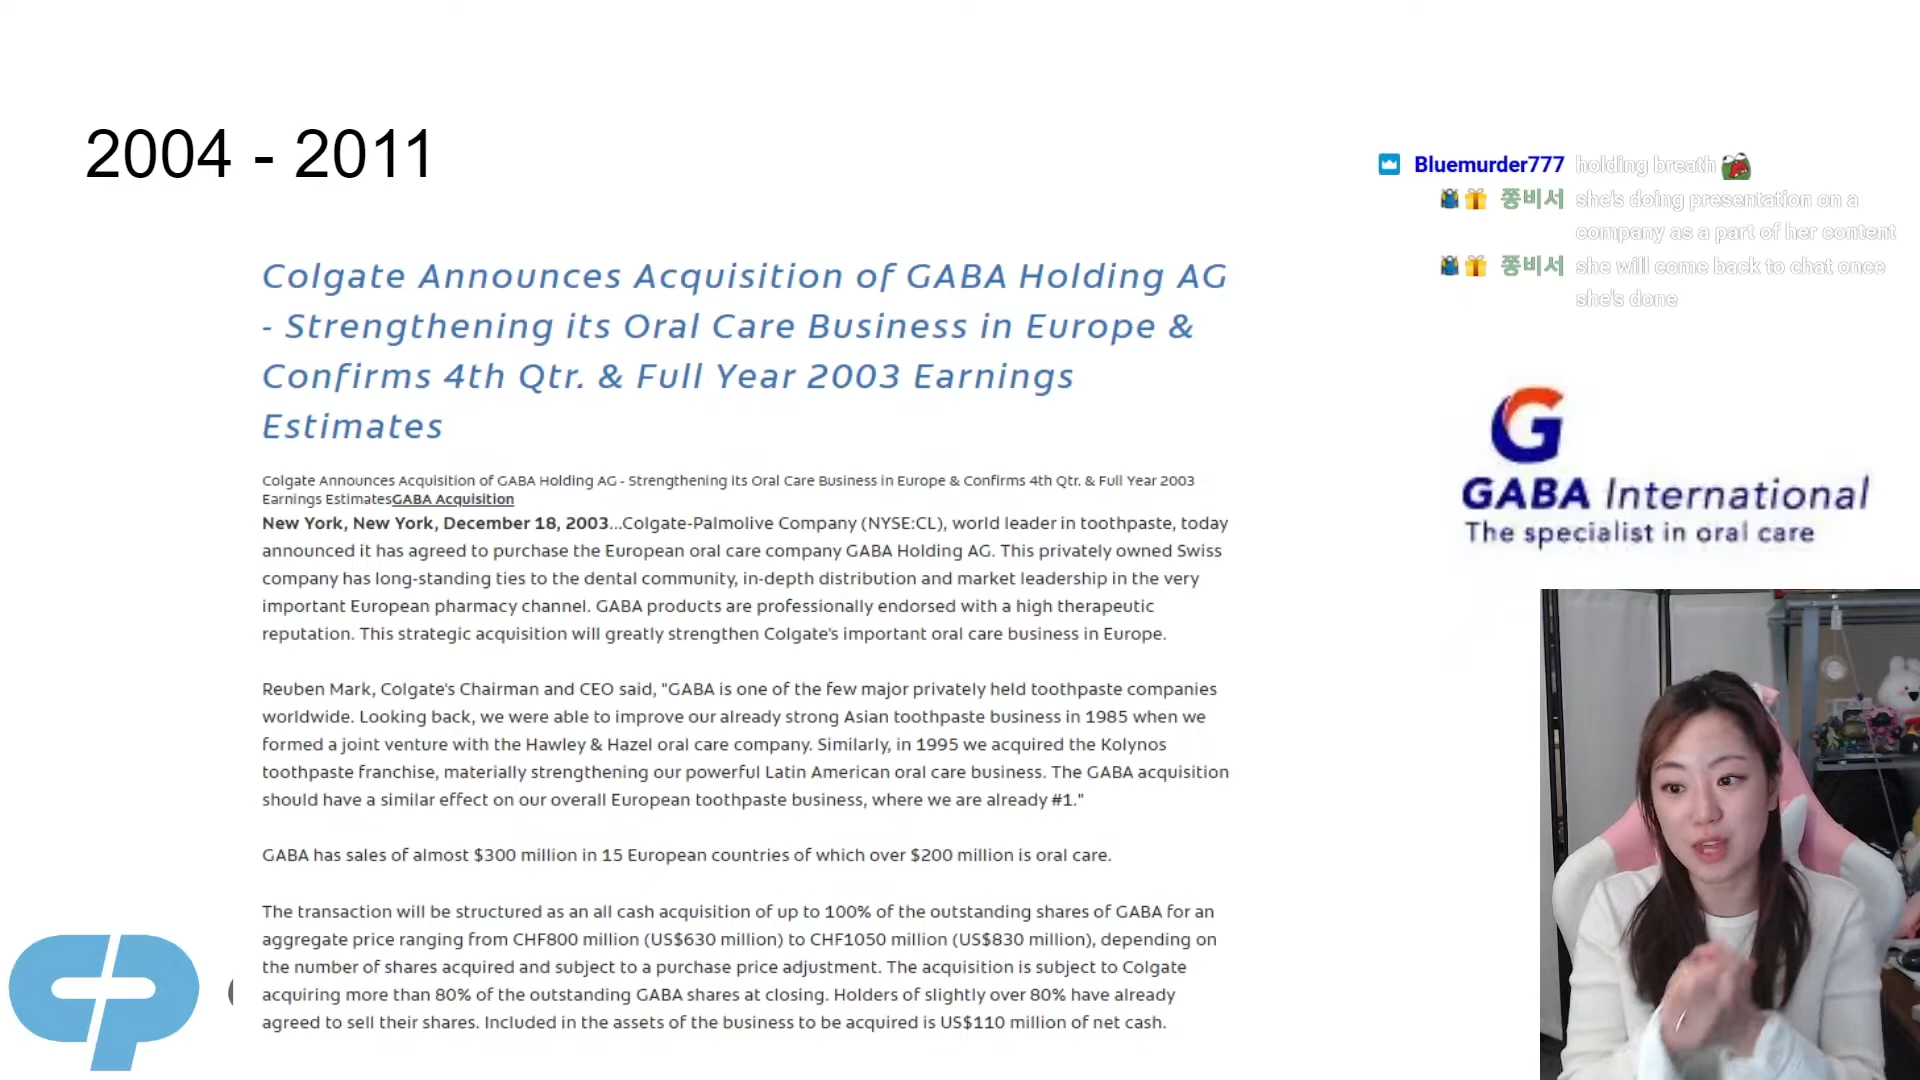 2004 - 2011
Bluemurder777 holding breath
쫑비서 she's doing presentation on a
company as a part of her content
쫑비서 she will come back to chat once
she's done
Colgate Announces Acquisition of GABA Holding AG
- Strengthening its Oral Care Business in Europe &
Confirms 4th Qtr. & Full Year 2003 Earnings
Estimates
G
GABA International
The specialist in oral care
Colgate Announces Acquisition of GABA Holding AG - Strengthening its Oral Care Business in Europe & Confirms 4th Qtr. & Full Year 2003
Earnings EstimatesGABA Acquisition
New York, New York, December 18, 2003...Colgate-Palmolive Company (NYSE:CL), world leader in toothpaste, today
announced it has agreed to purchase the European oral care company GABA Holding AG. This privately owned Swiss
company has long-standing ties to the dental community, in-depth distribution and market leadership in the very
important European pharmacy channel. GABA products are professionally endorsed with a high therapeutic
reputation. This strategic acquisition will greatly strengthen Colgate's important oral care business in Europe.
Reuben Mark, Colgate's Chairman and CEO said, "GABA is one of the few major privately held toothpaste companies
worldwide. Looking back, we were able to improve our already strong Asian toothpaste business in 1985 when we
formed a joint venture with the Hawley & Hazel oral care company. Similarly, in 1995 we acquired the Kolynos
toothpaste franchise, materially strengthening our powerful Latin American oral care business. The GABA acquisition
should have a similar effect on our overall European toothpaste business, where we are already #1."
GABA has sales of almost $300 million in 15 European countries of which over $200 million is oral care.
The transaction will be structured as an all cash acquisition of up to 100% of the outstanding shares of GABA for an
aggregate price ranging from CHF800 million (US$630 million) to CHF1050 million (US$830 million), depending on
the number of shares acquired and subject to a purchase price adjustment. The acquisition is subject to Colgate
acquiring more than 80% of the outstanding GABA shares at closing. Holders of slightly over 80% have already
agreed to sell their shares. Included in the assets of the business to be acquired is US$110 million of net cash.
CP